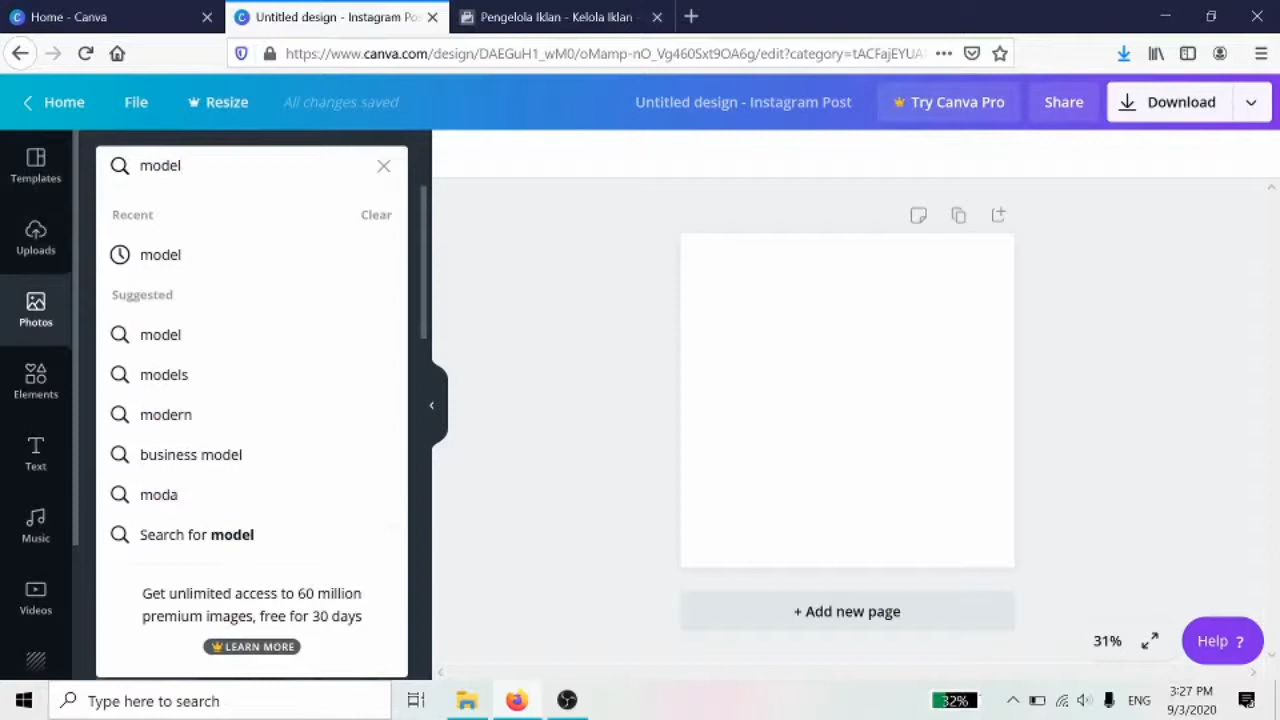 Home - Canva
Untitled design - Instagram Pos
Pengelola Iklan - Kelola Iklan -
https://www.canva.com/design/DAEGuH1_wM0/oMamp-nO_Vg460Sxt9OA6g/edit?category=tACFajEYUA
Home
File
Resize
All changes saved
Untitled design - Instagram Post
Try Canva Pro
Share
Download
Templates
Uploads
Photos
Elements
Text
Music
Videos
model
Recent
Clear
model
Suggested
model
models
modern
business model
moda
Search for model
Get unlimited access to 60 million
premium images, free for 30 days
LEARN MORE
+ Add new page
31%
Help ?
Type here to search
32%
ENG
3:27 PM
9/3/2020